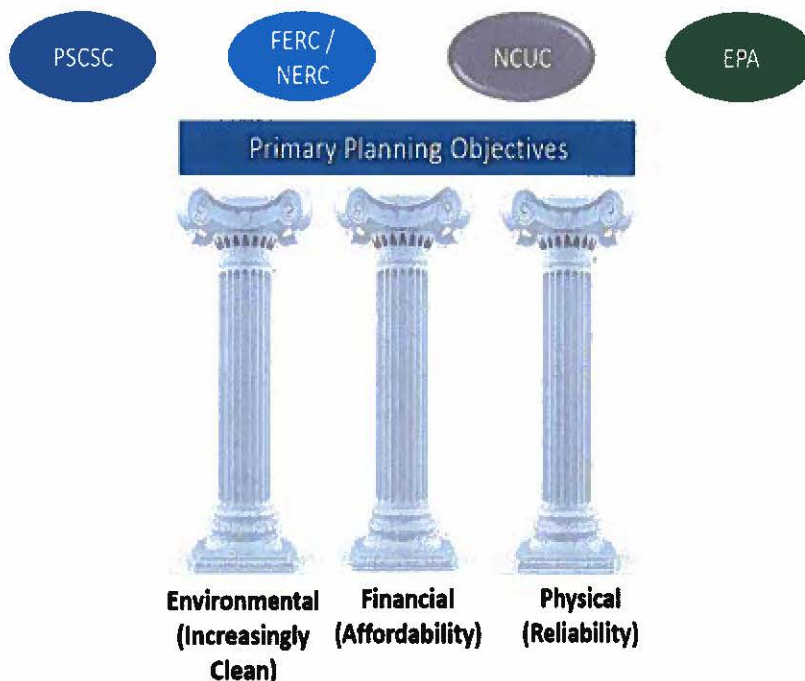 PSCSC
FERC /
NERC
NCUC
EPA
Primary Planning Objectives
Environmental
(Increasingly
Clean)
Financial
(Affordability)
Physical
(Reliability)